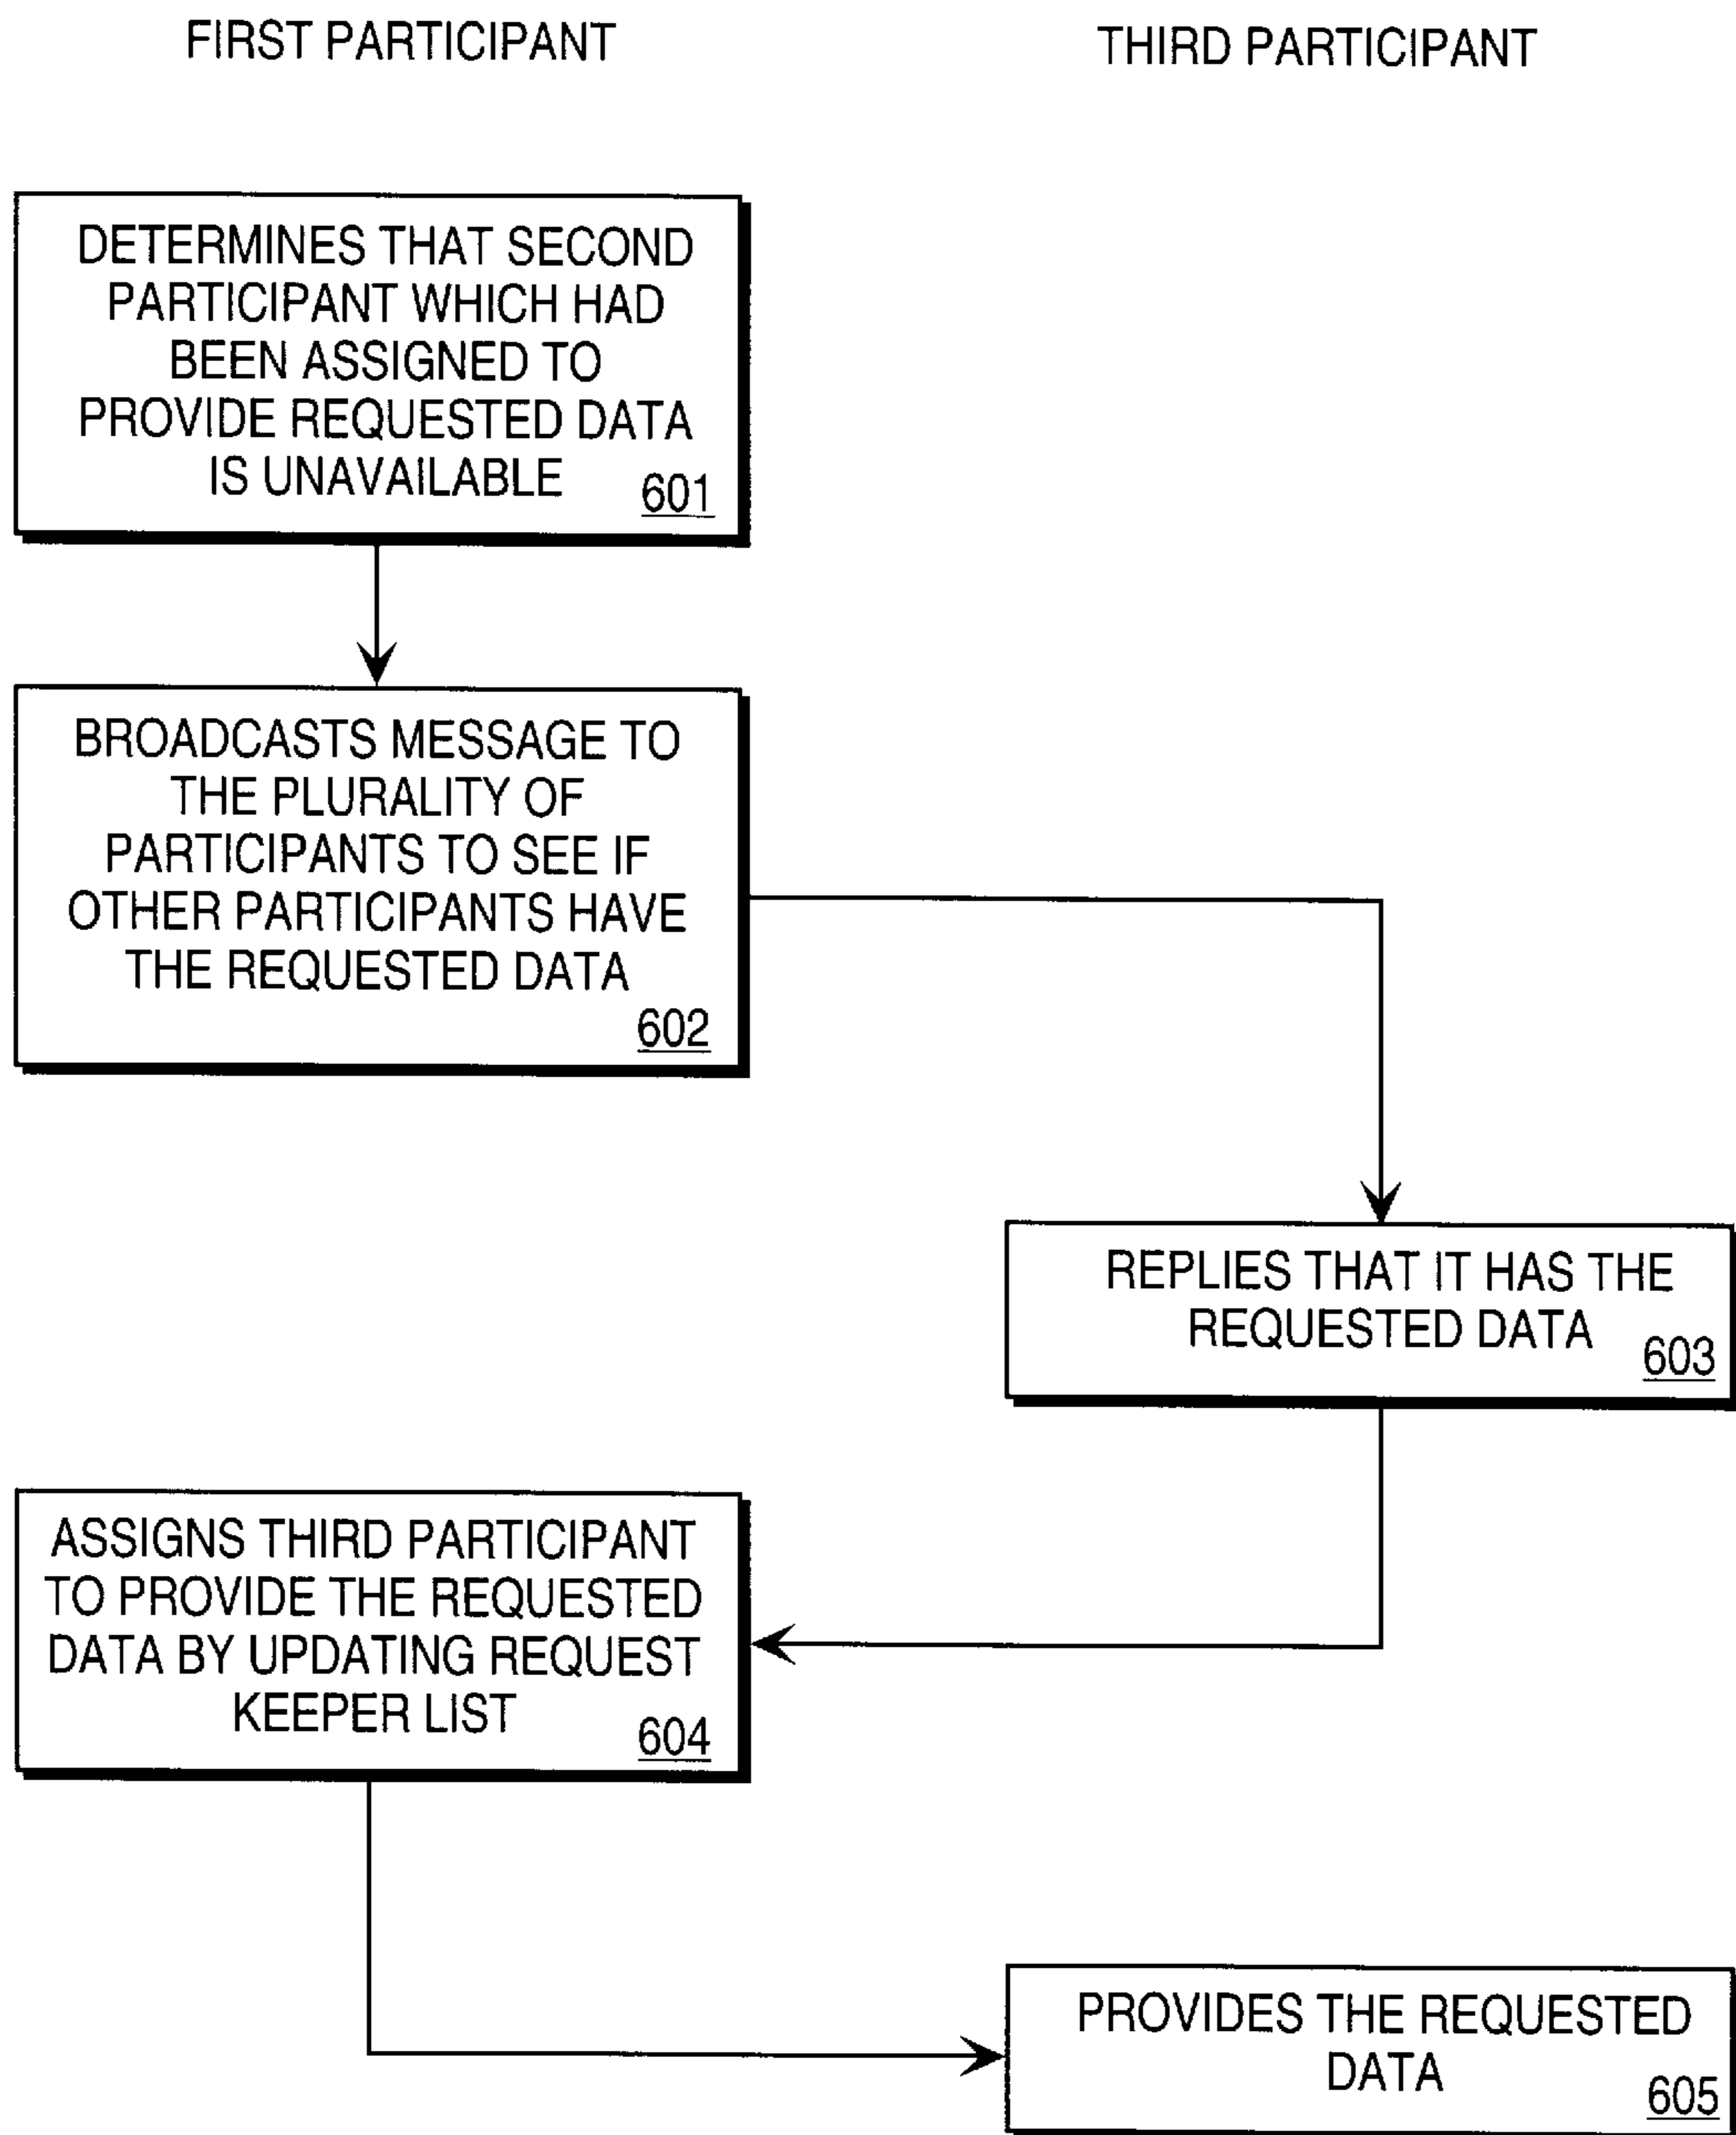 FIRST PARTICIPANT
THIRD PARTICIPANT
DETERMINES THAT SECOND
PARTICIPANT WHICH HAD
BEEN ASSIGNED TO
PROVIDE REQUESTED DATA
IS UNAVAILABLE
601
BROADCASTS MESSAGE TO
THE PLURALITY OF
PARTICIPANTS TO SEE IF
OTHER PARTICIPANTS HAVE
THE REQUESTED DATA
602
REPLIES THAT IT HAS THE
REQUESTED DATA
603
ASSIGNS THIRD PARTICIPANT
TO PROVIDE THE REQUESTED
DATA BY UPDATING REQUEST
KEEPER LIST
604
PROVIDES THE REQUESTED
DATA
605